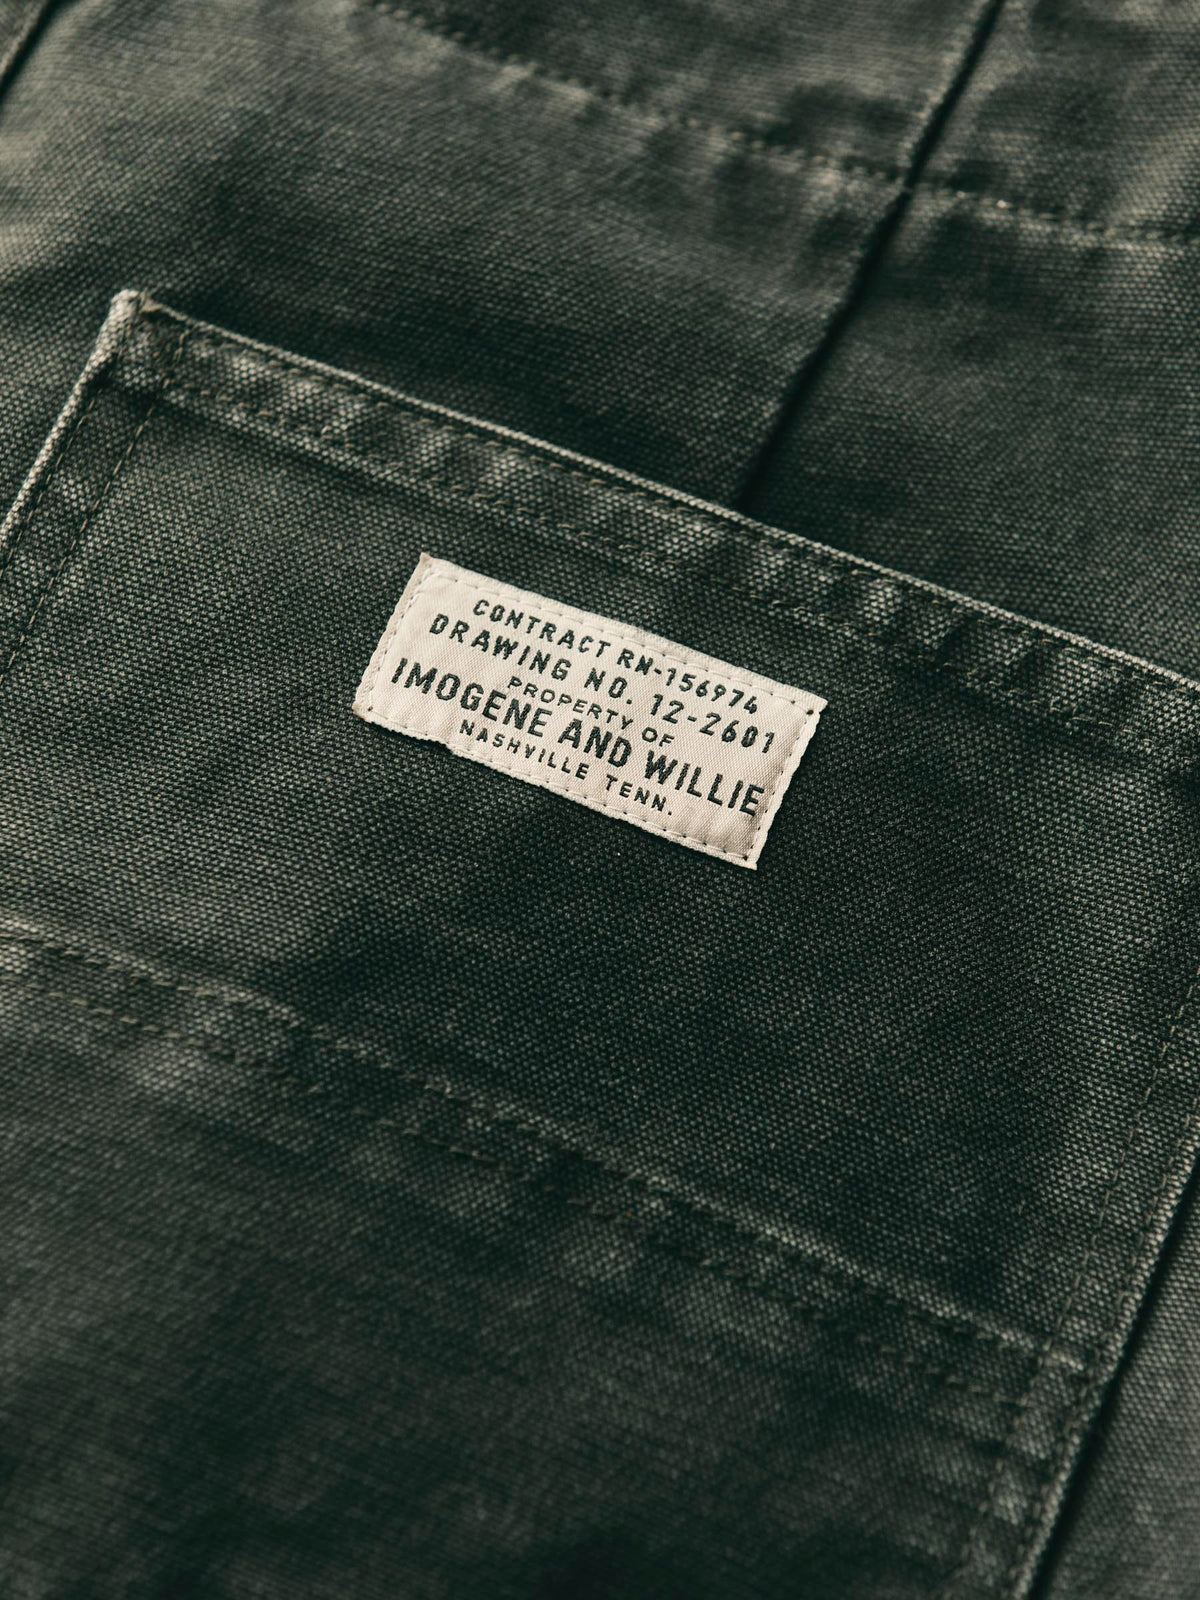 CONTRACT RN-156974
DRAWING NO. 12-2601
PROPERTY OF
IMOGENE AND WILLIE
NASHVILLE TENN.